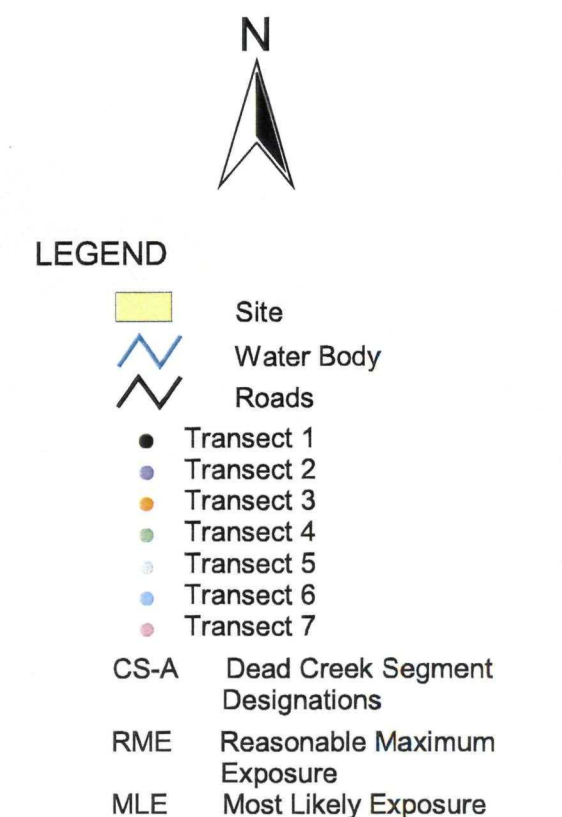 N
LEGEND
Site
Water Body
Roads
Transect 1
Transect 2
Transect 3
Transect 4
Transect 5
Transect 6
Transect 7
CS-A Dead Creek Segment
Designations
RME Reasonable Maximum
Exposure
MLE Most Likely Exposure